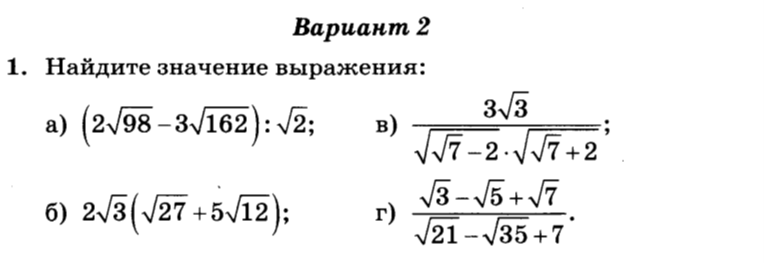 Вариант 2
1. Найдите значение выражения:
а) (2√98 − 3√162) : √2;
в) 3√3 / (√(√7 − 2) · √(√7 + 2));
б) 2√3(√27 + 5√12);
г) (√3 − √5 + √7) / (√21 − √35 + 7).